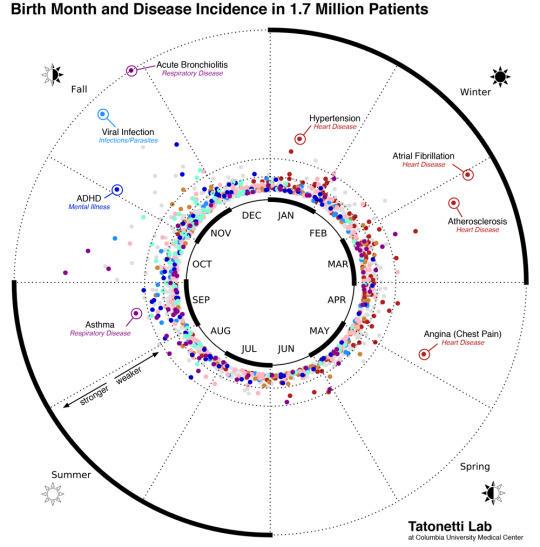 Birth Month and Disease Incidence in 1.7 Million Patients
Acute Bronchiolitis
Respiratory Disease
Fall
Winter
Viral Infection
Infections/Parasites
Hypertension
Heart Disease
Atrial Fibrillation
Heart Disease
ADHD
Mental Illness
Atherosclerosis
Heart Disease
DEC
JAN
NOV
FEB
OCT
MAR
SEP
APR
AUG
MAY
JUL
JUN
Asthma
Respiratory Disease
Angina (Chest Pain)
Heart Disease
stronger
weaker
Summer
Spring
Tatonetti Lab
at Columbia University Medical Center